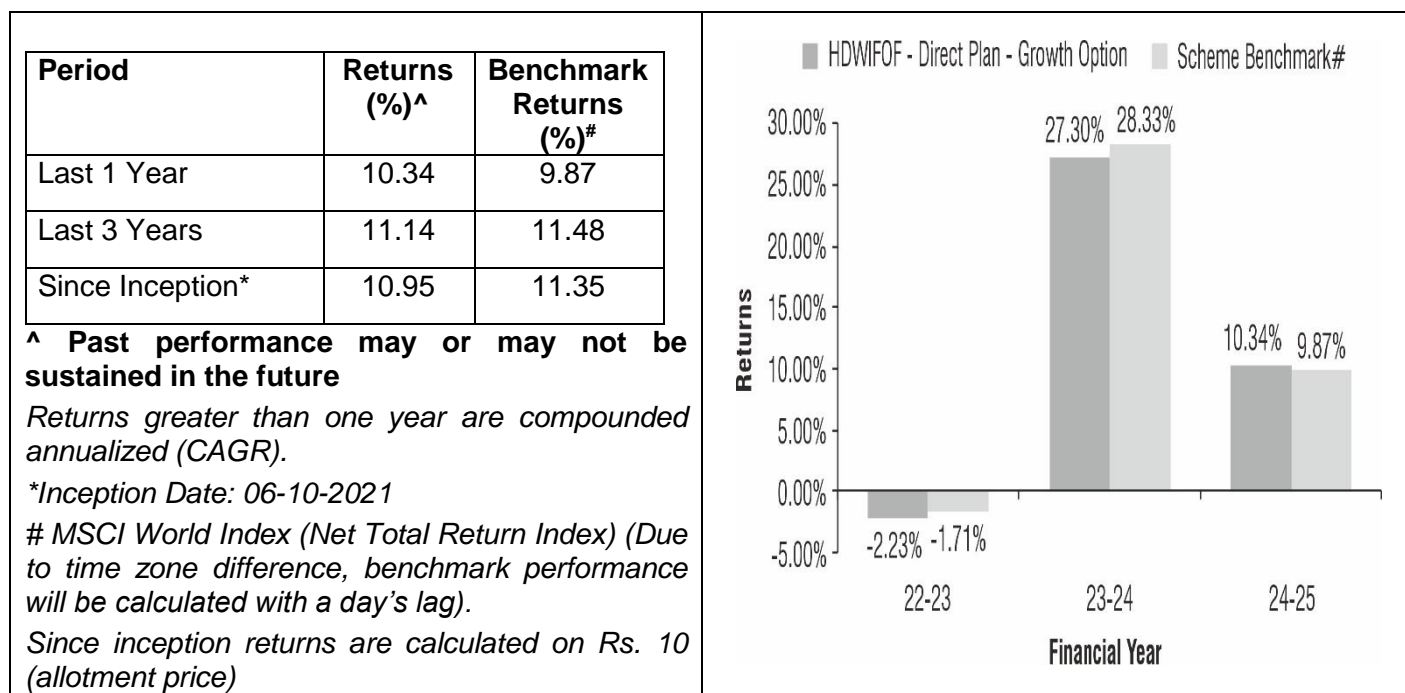 Period Returns (%)^ Benchmark Returns (%)#
Last 1 Year 10.34 9.87
Last 3 Years 11.14 11.48
Since Inception* 10.95 11.35
^ Past performance may or may not be
sustained in the future
Returns greater than one year are compounded
annualized (CAGR).
*Inception Date: 06-10-2021
# MSCI World Index (Net Total Return Index) (Due
to time zone difference, benchmark performance
will be calculated with a day's lag).
Since inception returns are calculated on Rs. 10
(allotment price)
HDWIFOF - Direct Plan - Growth Option Scheme Benchmark#
Returns
30.00%
25.00%
20.00%
15.00%
10.00%
5.00%
0.00%
-5.00%
-2.23% -1.71%
27.30% 28.33%
10.34% 9.87%
22-23 23-24 24-25
Financial Year